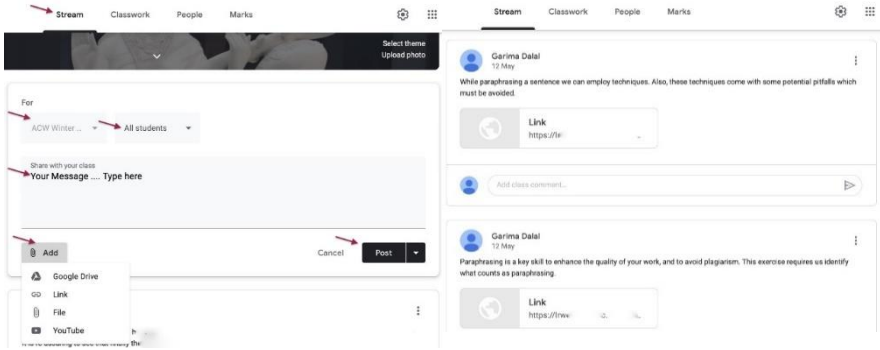 Stream Classwork People Marks
Select theme
Upload photo
For
ACW Winter ... All students
Share with your class
Your Message .... Type here
Add
Cancel Post
Google Drive
Link
File
YouTube
Stream Classwork People Marks
Garima Dalal
12 May
While paraphrasing a sentence we can employ techniques. Also, these techniques come with some potential pitfalls which
must be avoided.
Link
https://le
Add class comment...
Garima Dalal
12 May
Paraphrasing is a key skill to enhance the quality of your work, and to avoid plagiarism. This exercise requires us identify
what counts as paraphrasing.
Link